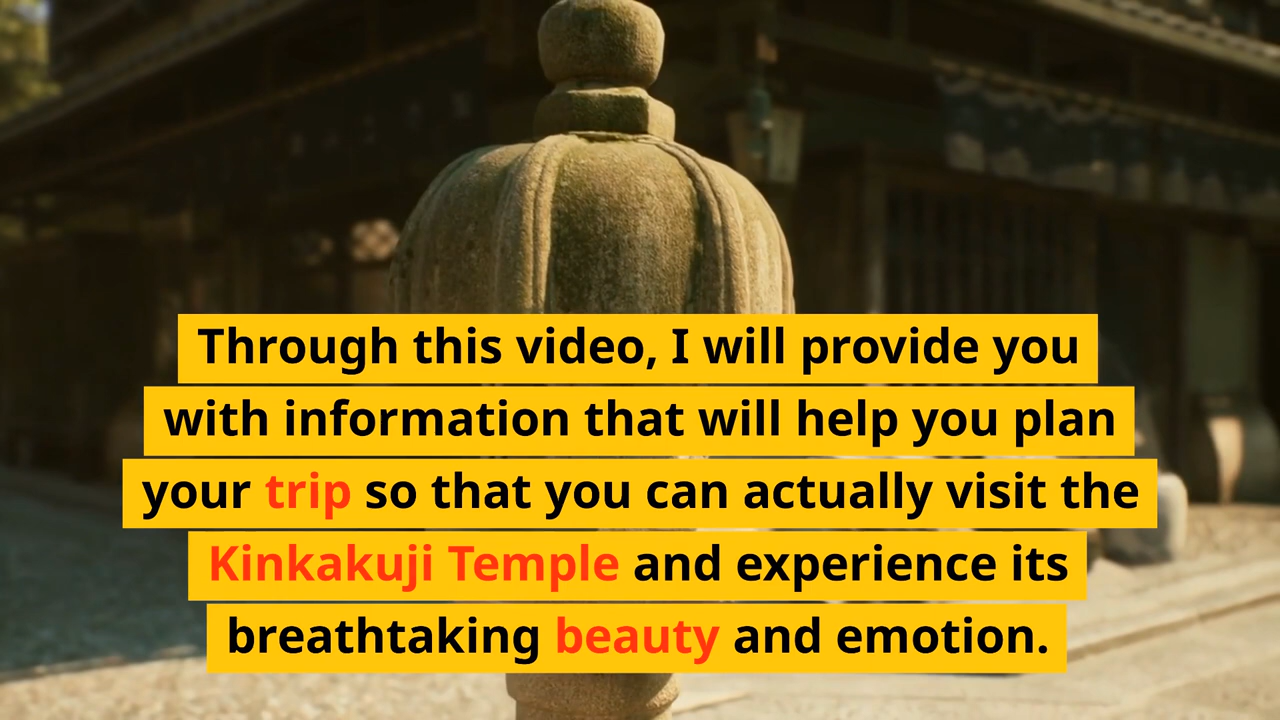 Through this video, I will provide you
with information that will help you plan
your trip so that you can actually visit the
Kinkakuji Temple and experience its
breathtaking beauty and emotion.